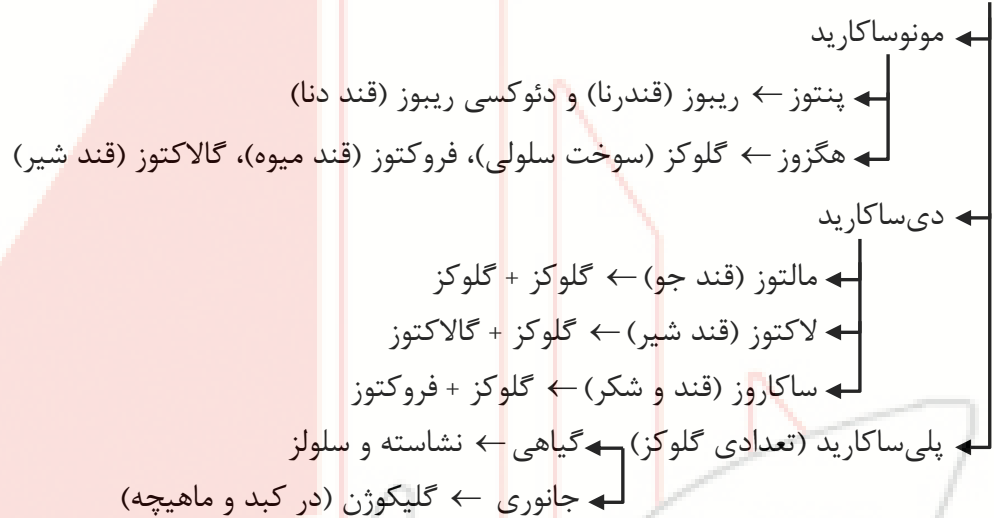 مونوساکارید
پنتوز ← ریبوز (قندرنا) و دئوکسی ریبوز (قند دنا)
هگزوز ← گلوکز (سوخت سلولی)، فروکتوز (قند میوه)، گالاکتوز (قند شیر)
دی‌ساکارید
مالتوز (قند جو) ← گلوکز + گلوکز
لاکتوز (قند شیر) ← گلوکز + گالاکتوز
ساکاروز (قند و شکر) ← گلوکز + فروکتوز
پلی‌ساکارید (تعدادی گلوکز) گیاهی ← نشاسته و سلولز
جانوری ← گلیکوژن (در کبد و ماهیچه)